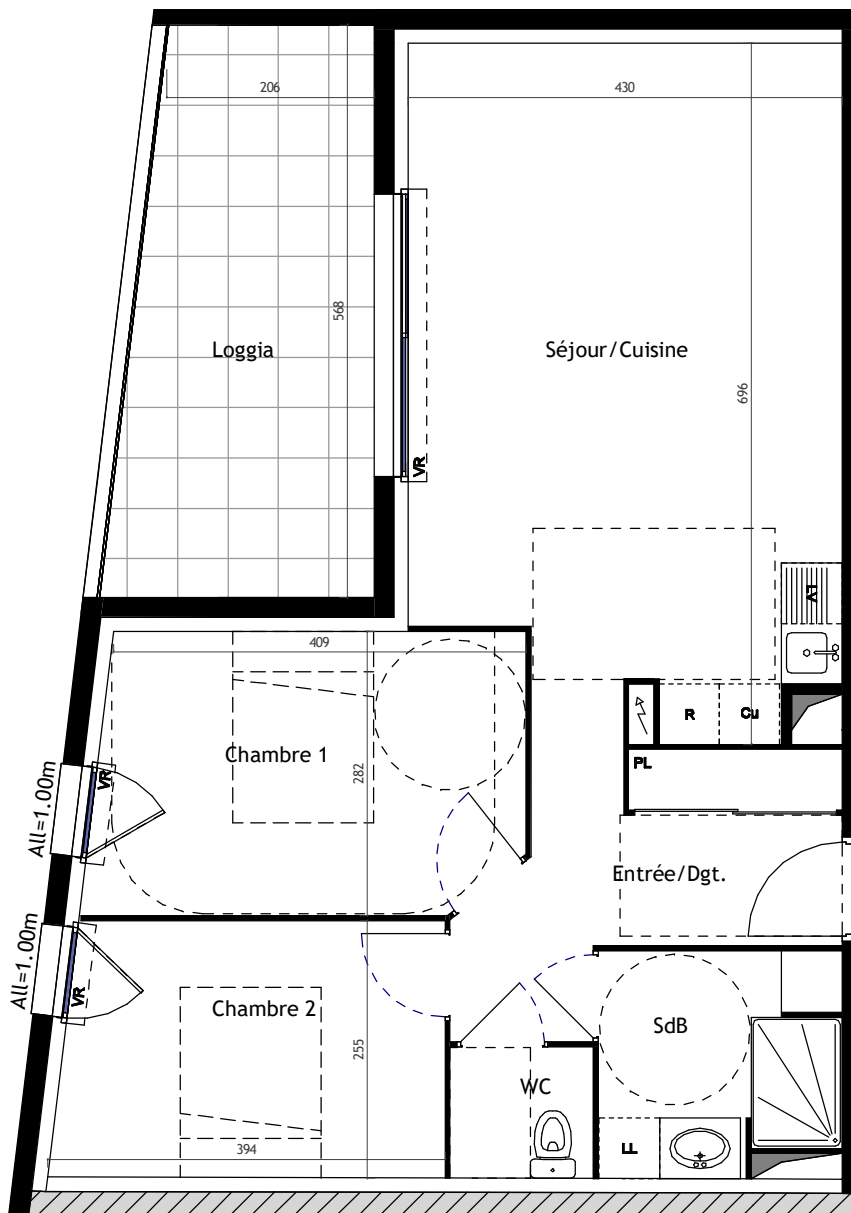 206
430
568
Loggia
Séjour/Cuisine
696
VR
LV
409
R
Cu
Chambre 1
PL
282
VR
All=1.00m
Entrée/Dgt.
All=1.00m
VR
Chambre 2
SdB
255
WC
394
LL